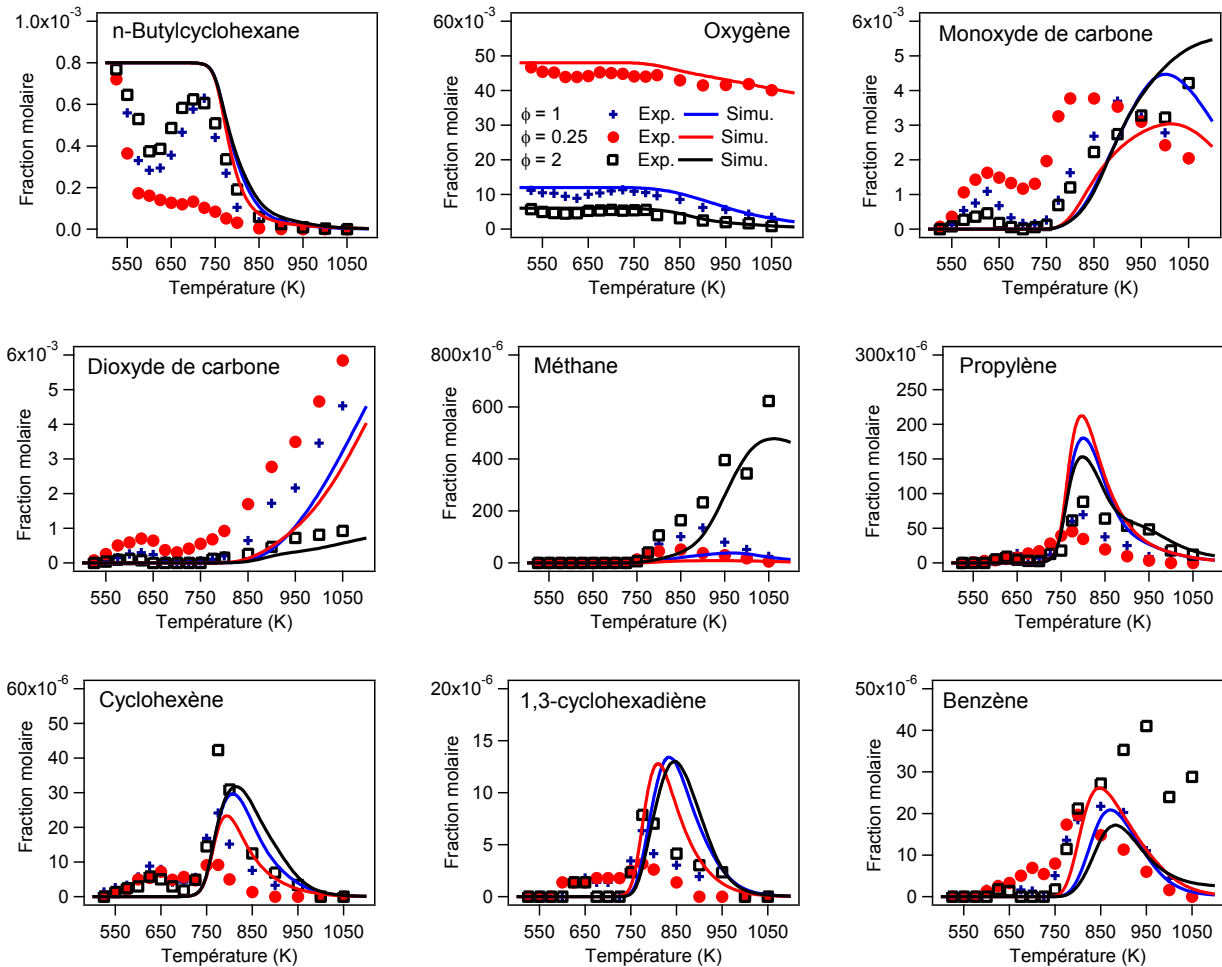 n-Butylcyclohexane
1.0x10-3
0.8
0.6
0.4
0.2
0.0
Fraction molaire
550 650 750 850 950 1050
Température (K)
Oxygène
60x10-3
50
40
30
20
10
0
Fraction molaire
ϕ = 1 Exp. Simu.
ϕ = 0.25 Exp. Simu.
ϕ = 2 Exp. Simu.
550 650 750 850 950 1050
Température (K)
Monoxyde de carbone
6x10-3
5
4
3
2
1
0
Fraction molaire
550 650 750 850 950 1050
Température (K)
Dioxyde de carbone
6x10-3
5
4
3
2
1
0
Fraction molaire
550 650 750 850 950 1050
Température (K)
Méthane
800x10-6
600
400
200
0
Fraction molaire
550 650 750 850 950 1050
Température (K)
Propylène
300x10-6
250
200
150
100
50
0
Fraction molaire
550 650 750 850 950 1050
Température (K)
Cyclohexène
60x10-6
50
40
30
20
10
0
Fraction molaire
550 650 750 850 950 1050
Température (K)
1,3-cyclohexadiène
20x10-6
15
10
5
0
Fraction molaire
550 650 750 850 950 1050
Température (K)
Benzène
50x10-6
40
30
20
10
0
Fraction molaire
550 650 750 850 950 1050
Température (K)